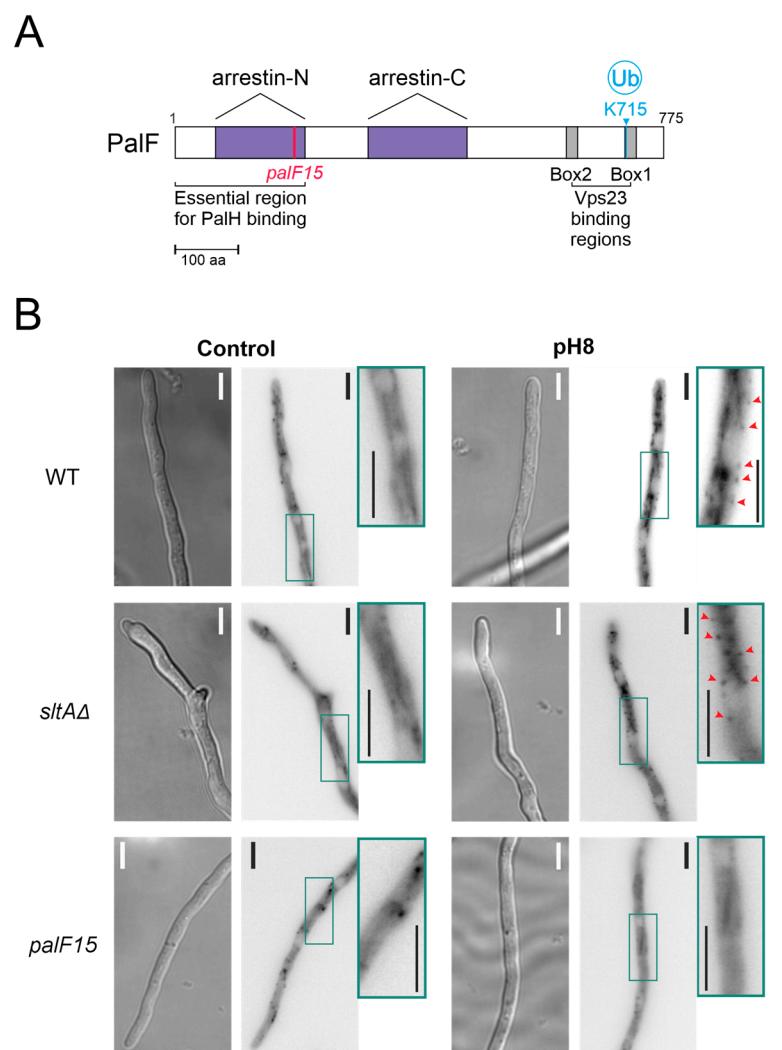 A
arrestin-N arrestin-C Ub
1 K715 775
PalF
palF15 Box2 Box1
Essential region Vps23
for PalH binding binding
regions
100 aa
B
Control pH8
WT
sltAΔ
palF15